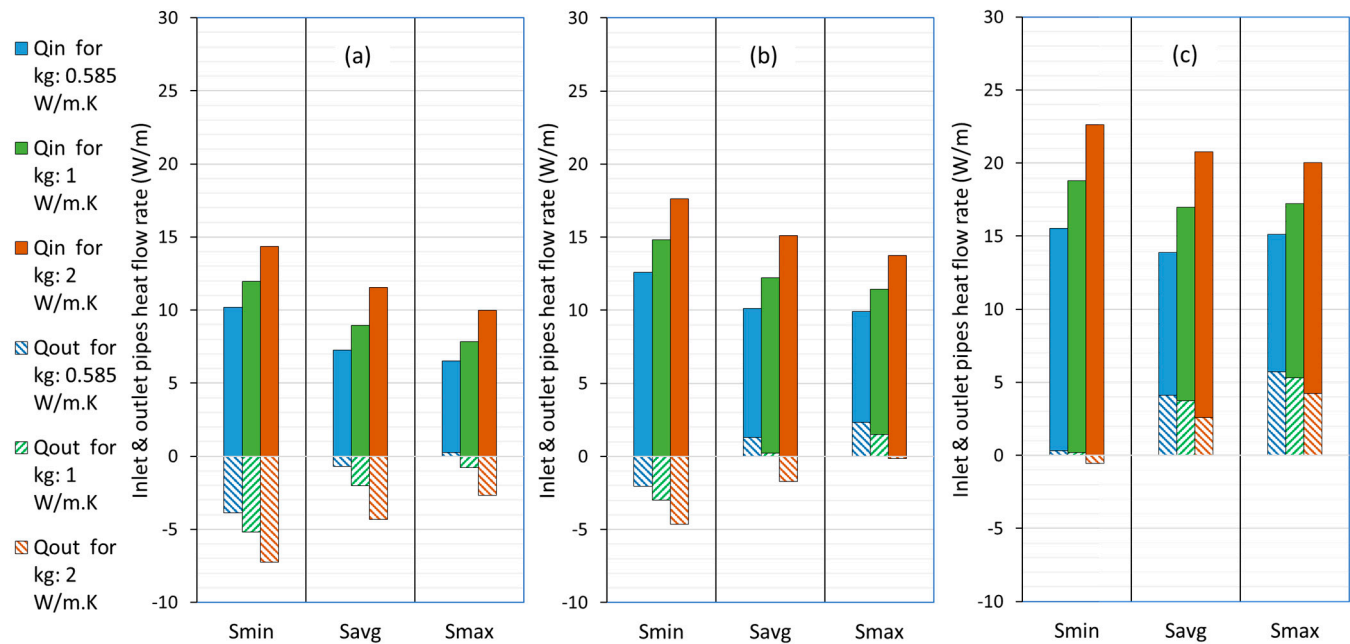 Qin for
kg: 0.585
W/m.K
Qin for
kg: 1
W/m.K
Qin for
kg: 2
W/m.K
Qout for
kg: 0.585
W/m.K
Qout for
kg: 1
W/m.K
Qout for
kg: 2
W/m.K
Inlet & outlet pipes heat flow rate (W/m)
30
25
20
15
10
5
0
-5
-10
(a)
Smin Savg Smax
Inlet & outlet pipes heat flow rate (W/m)
30
25
20
15
10
5
0
-5
-10
(b)
Smin Savg Smax
Inlet & outlet pipes heat flow rate (W/m)
30
25
20
15
10
5
0
-5
-10
(c)
Smin Savg Smax